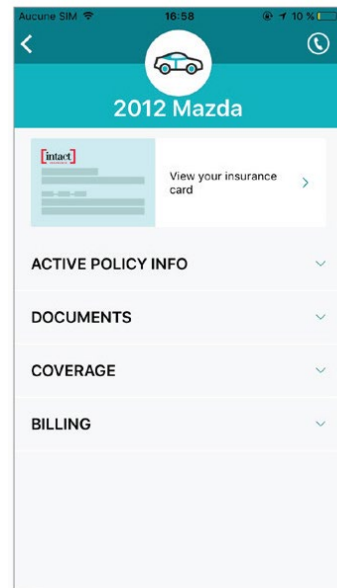 Aucune SIM 16:58 10 %
2012 Mazda
[intact]
View your insurance
card
ACTIVE POLICY INFO
DOCUMENTS
COVERAGE
BILLING